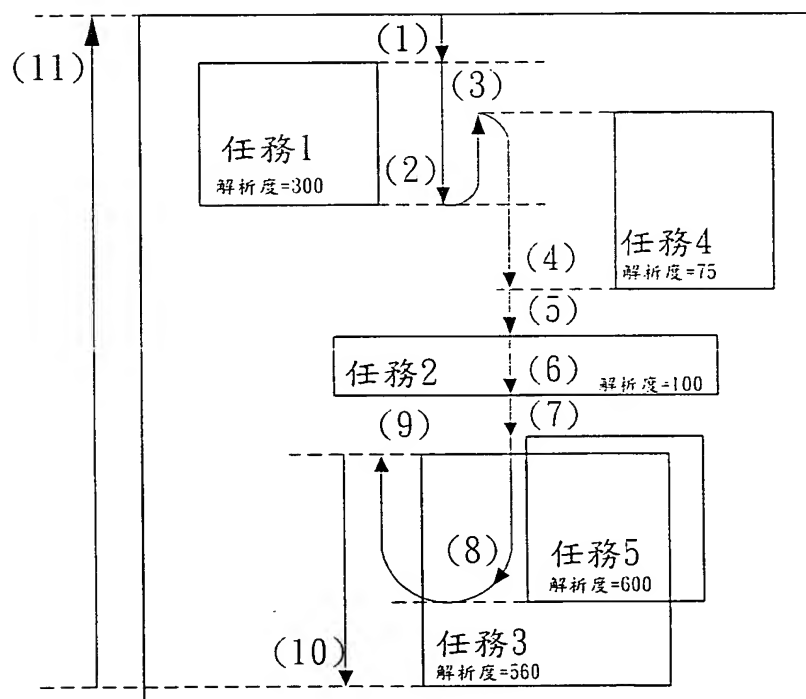 (1)
(11)
(3)
任務1
解析度=300
(2)
任務4
解析度=75
(4)
(5)
任務2
解析度=100
(6)
(7)
(9)
(8)
任務5
解析度=600
任務3
解析度=560
(10)